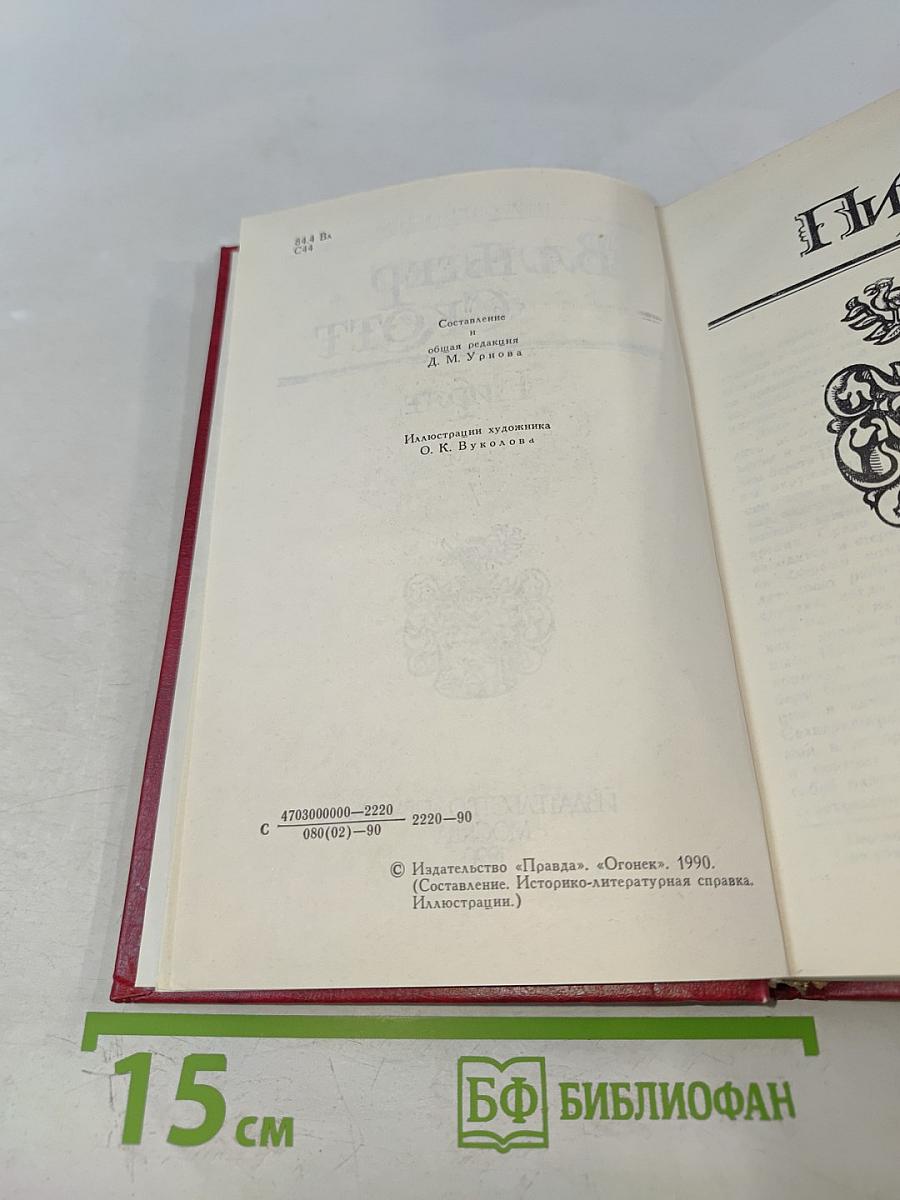 84.4 Вл
С44
Составление
и
общая редакция
Д. М. Урнова
Иллюстрации художника
О. К. Вуколова
С 4703000000—2220
080(02)—90
2220—90
© Издательство «Правда». «Огонек». 1990.
(Составление. Историко-литературная справка.
Иллюстрации.)
15 см
БФ БИБЛИОФАН